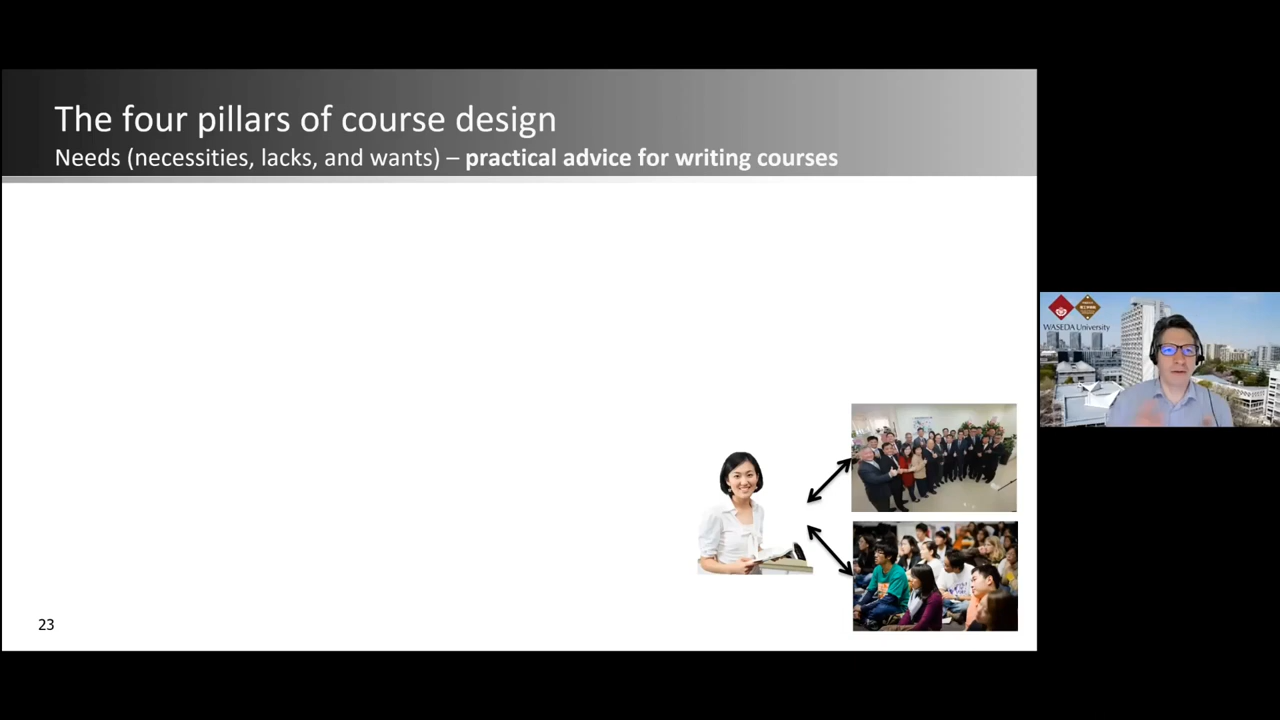 The four pillars of course design
Needs (necessities, lacks, and wants) – practical advice for writing courses
WASEDA University
23